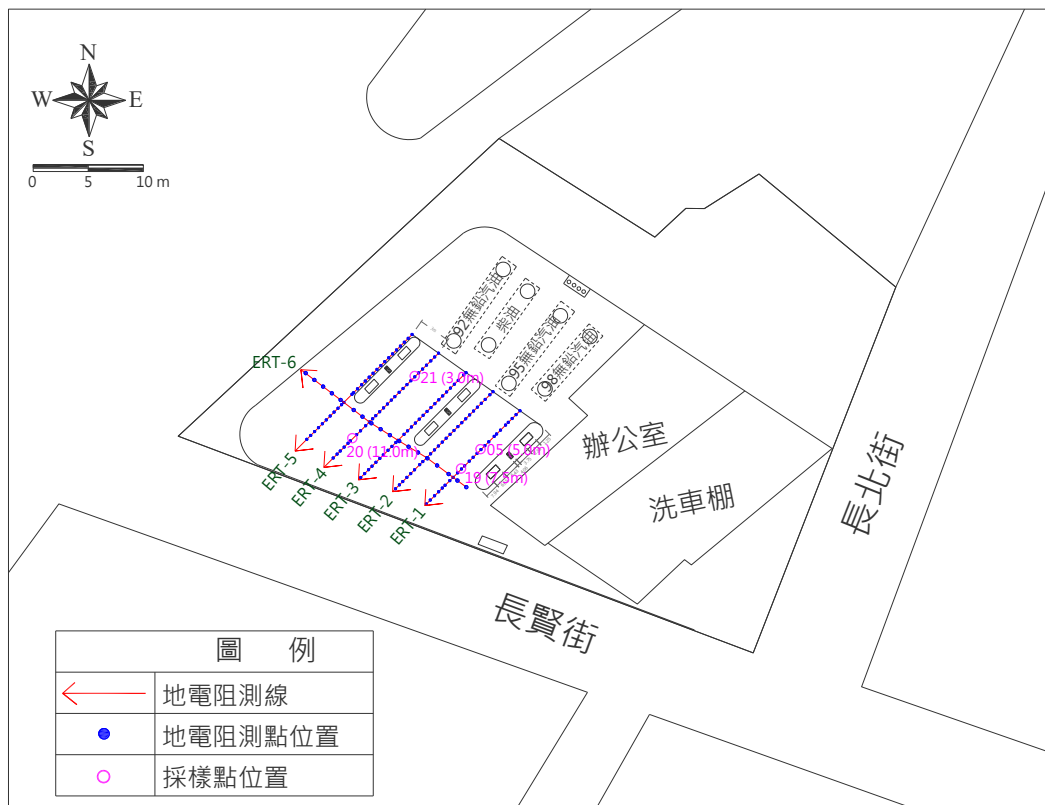 N
W
E
S
0
5
10 m
92無鉛汽油
柴油
95無鉛汽油
98無鉛汽油
ERT-6
21 (3.0m)
05 (5.8m)
20 (11.0m)
19 (7.5m)
ERT-5
ERT-4
ERT-3
ERT-2
ERT-1
辦公室
洗車棚
長北街
長賢街
圖 例
地電阻測線
地電阻測點位置
採樣點位置